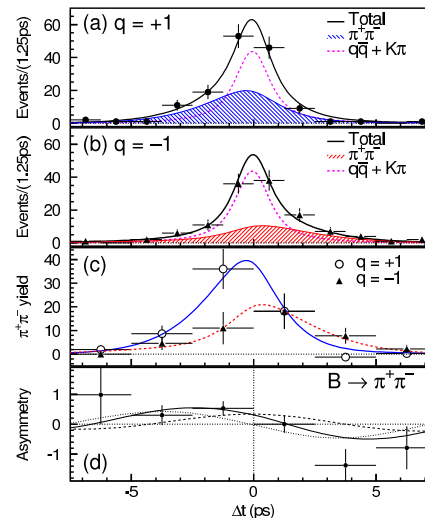 (a) q = +1
Total
π⁺π⁻
qq̅ + Kπ
Events/(1.25ps)
60
40
20
0
(b) q = −1
Total
π⁺π⁻
qq̅ + Kπ
Events/(1.25ps)
60
40
20
0
(c)
q = +1
q = −1
π⁺π⁻ yield
40
30
20
10
0
B → π⁺π⁻
Asymmetry
1
0
-1
(d)
-5 0 5
Δt (ps)